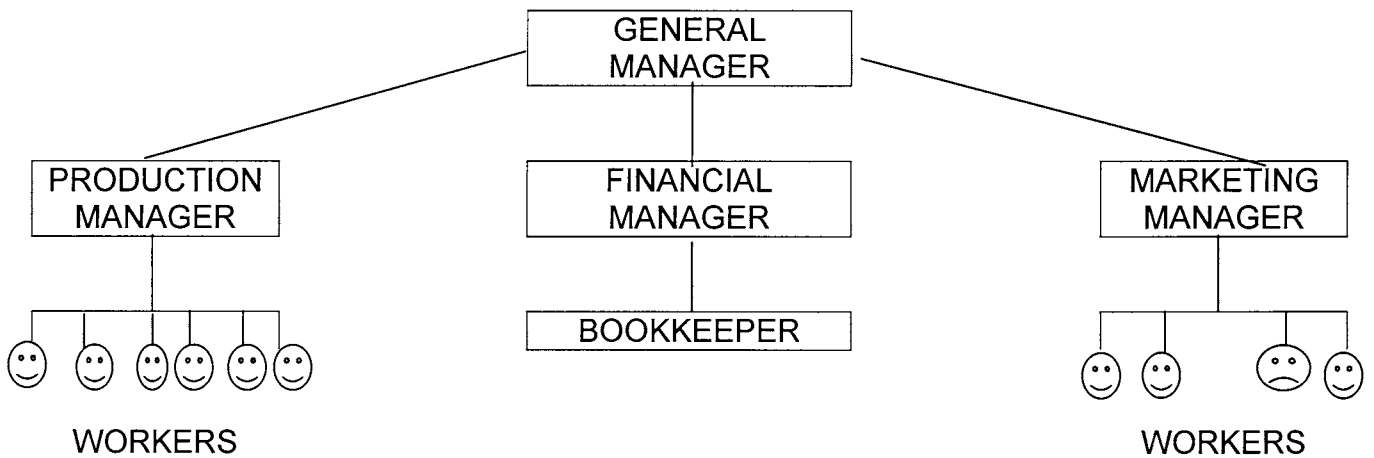 GENERAL
MANAGER
PRODUCTION
MANAGER
FINANCIAL
MANAGER
MARKETING
MANAGER
BOOKKEEPER
WORKERS
WORKERS